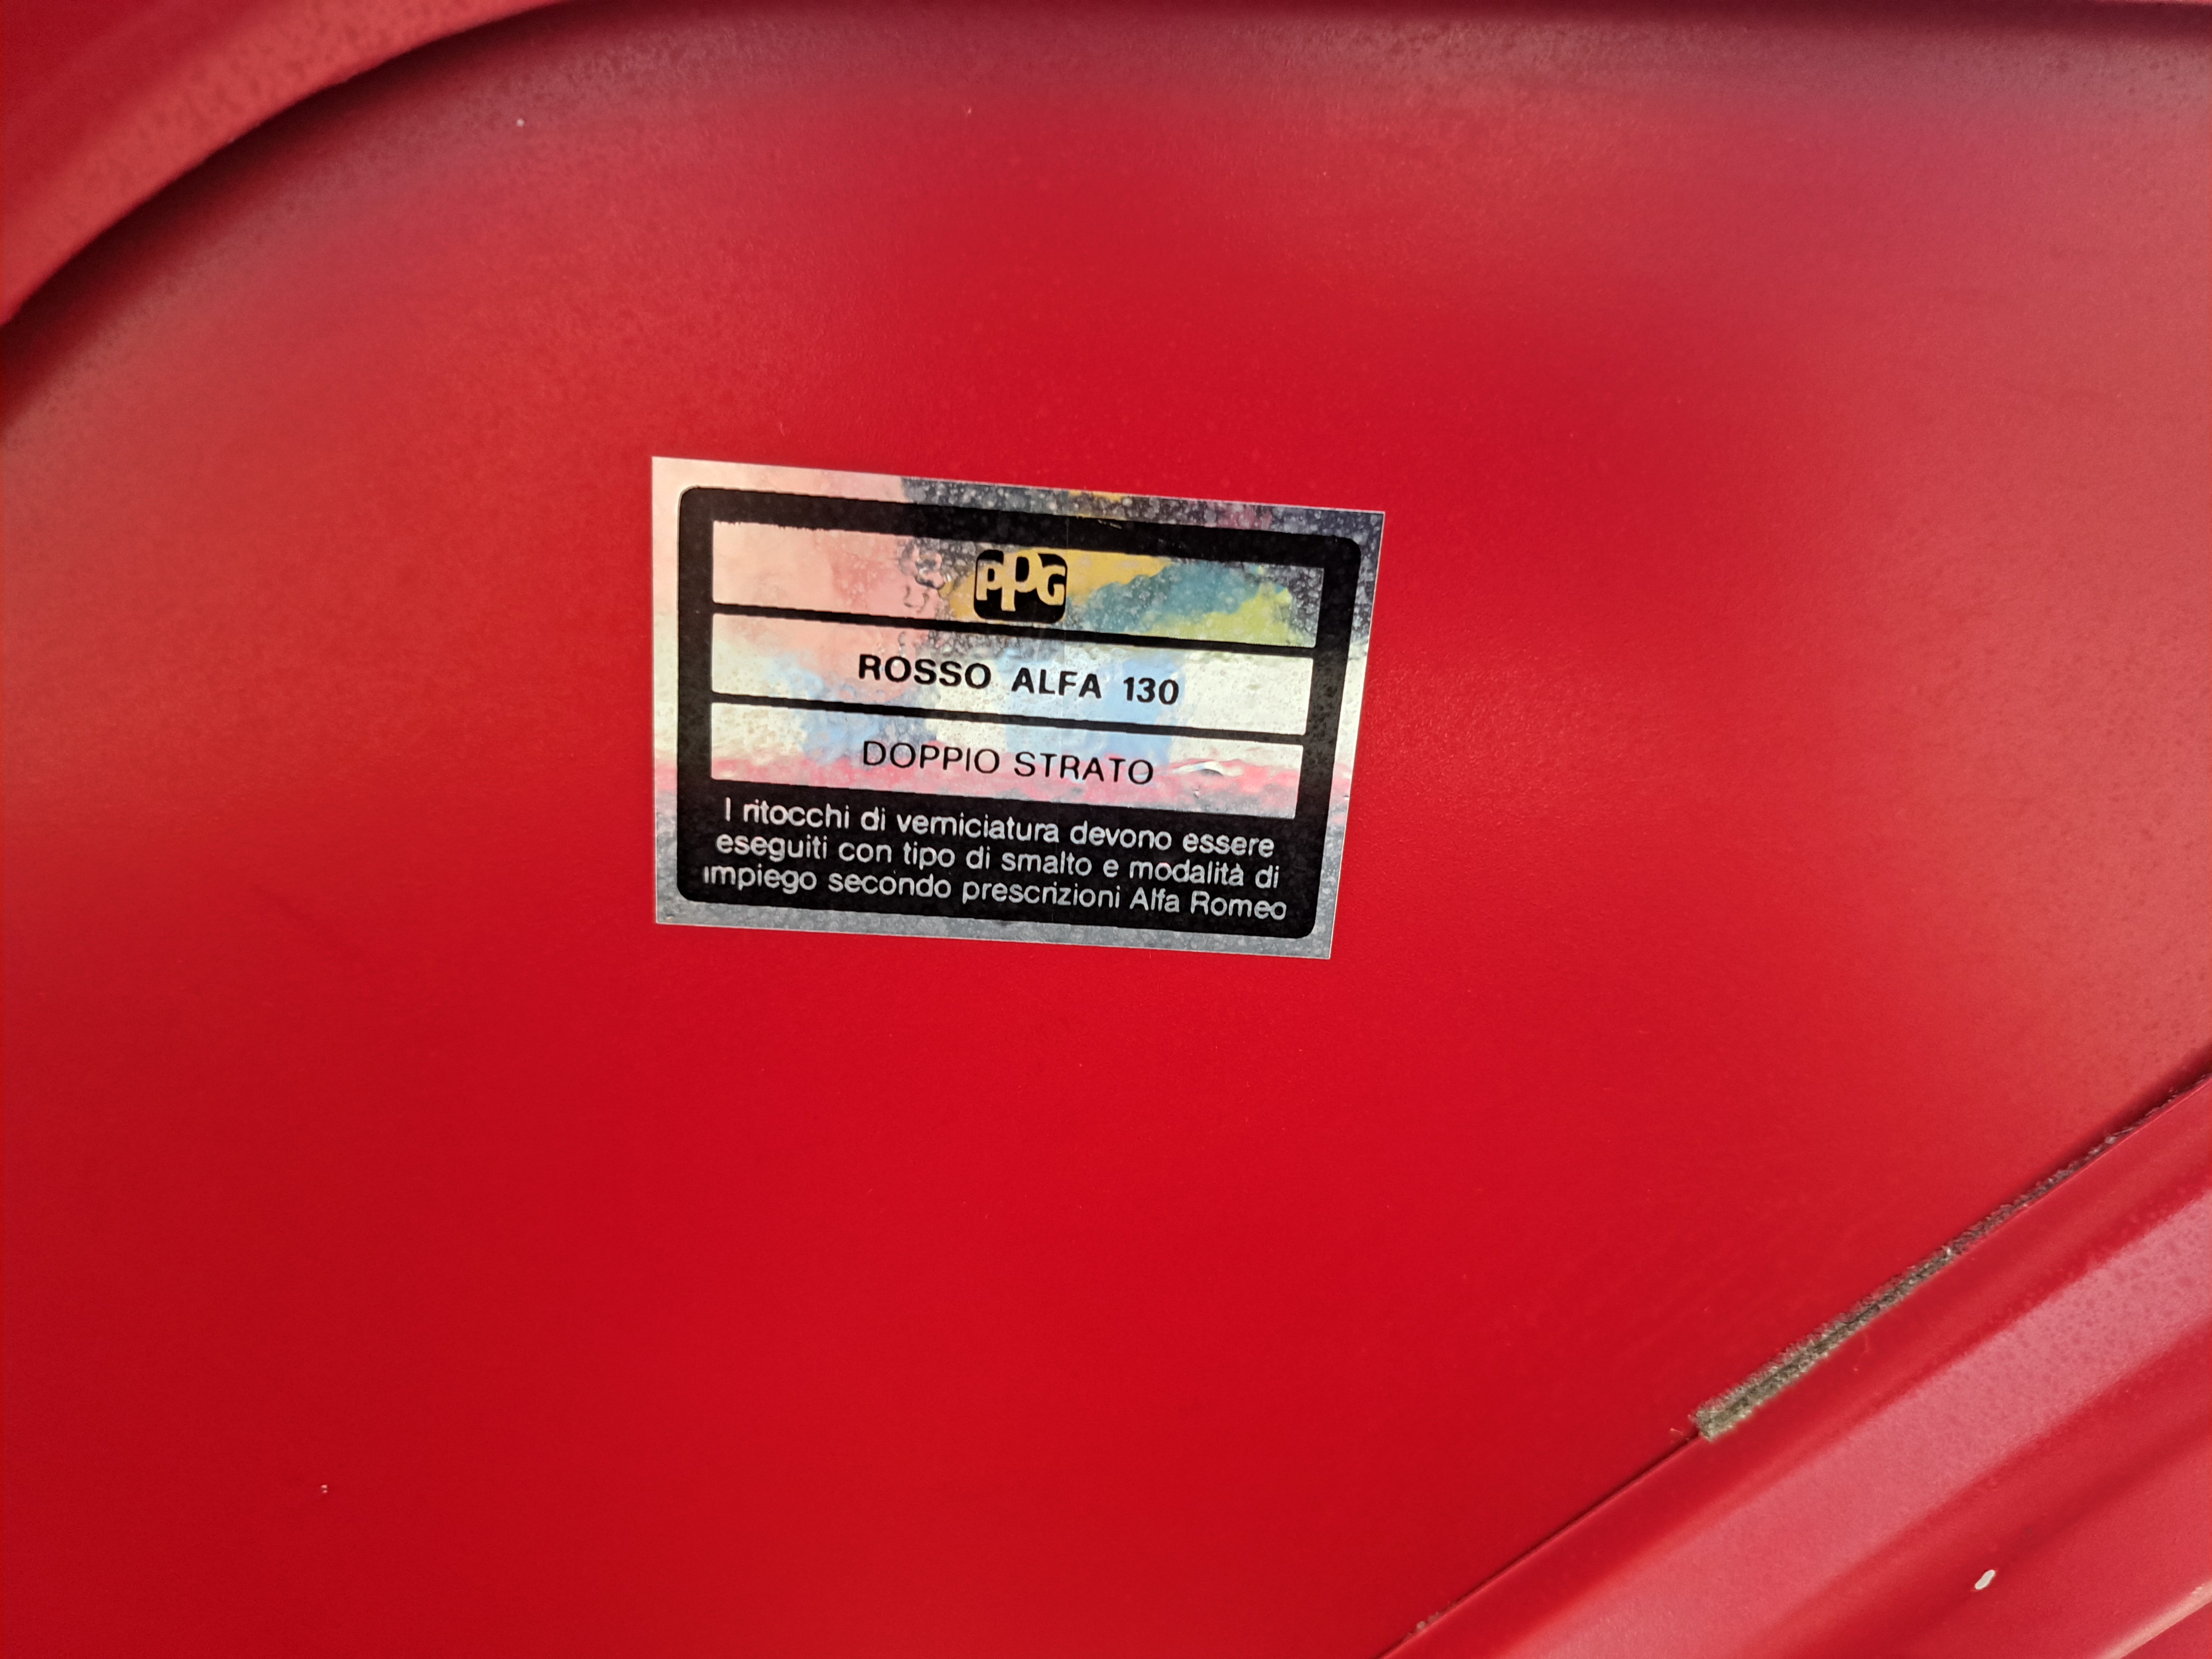 PPG
ROSSO ALFA 130
DOPPIO STRATO
I ritocchi di verniciatura devono essere
eseguiti con tipo di smalto e modalità di
impiego secondo prescrizioni Alfa Romeo